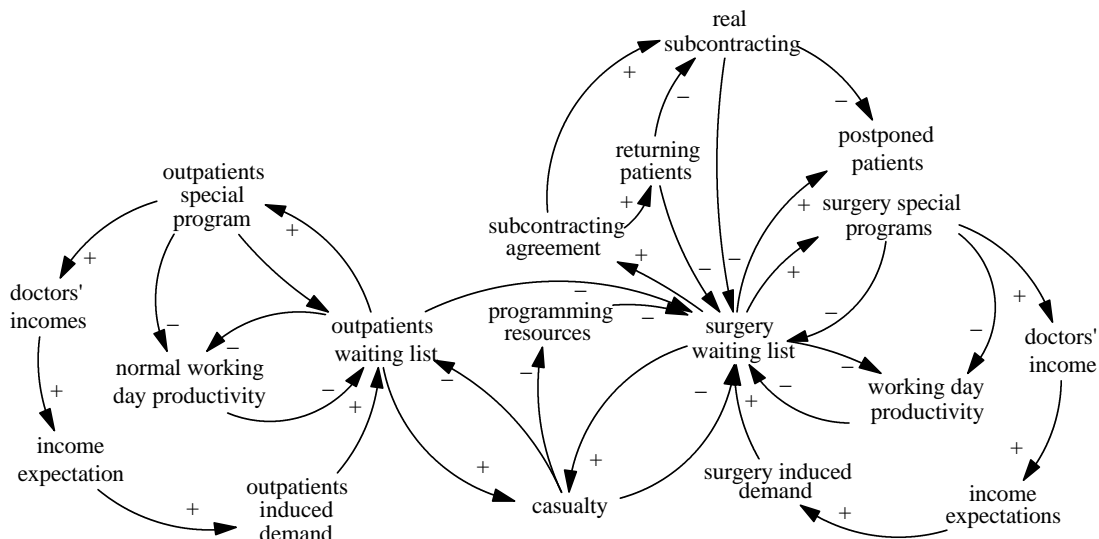 real
subcontracting
+
−
−
postponed
patients
returning
patients
outpatients
special
program
+
+
surgery special
programs
subcontracting
agreement
+
+
+
−
−
+
+
doctors'
incomes
−
programming
resources
−
−
−
−
+
outpatients
waiting list
surgery
waiting list
doctors'
income
−
normal working
day productivity
−
−
−
working day
productivity
−
+
−
−
−
+
+
income
expectation
+
+
+
surgery induced
demand
outpatients
induced
demand
casualty
income
expectations
+
+